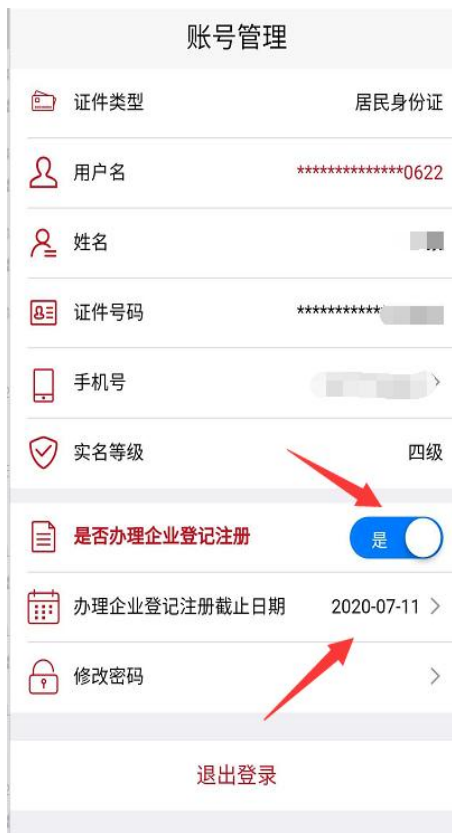 账号管理
证件类型 居民身份证
用户名 **************0622
姓名
证件号码 ************
手机号
实名等级 四级
是否办理企业登记注册 是
办理企业登记注册截止日期 2020-07-11
修改密码
退出登录